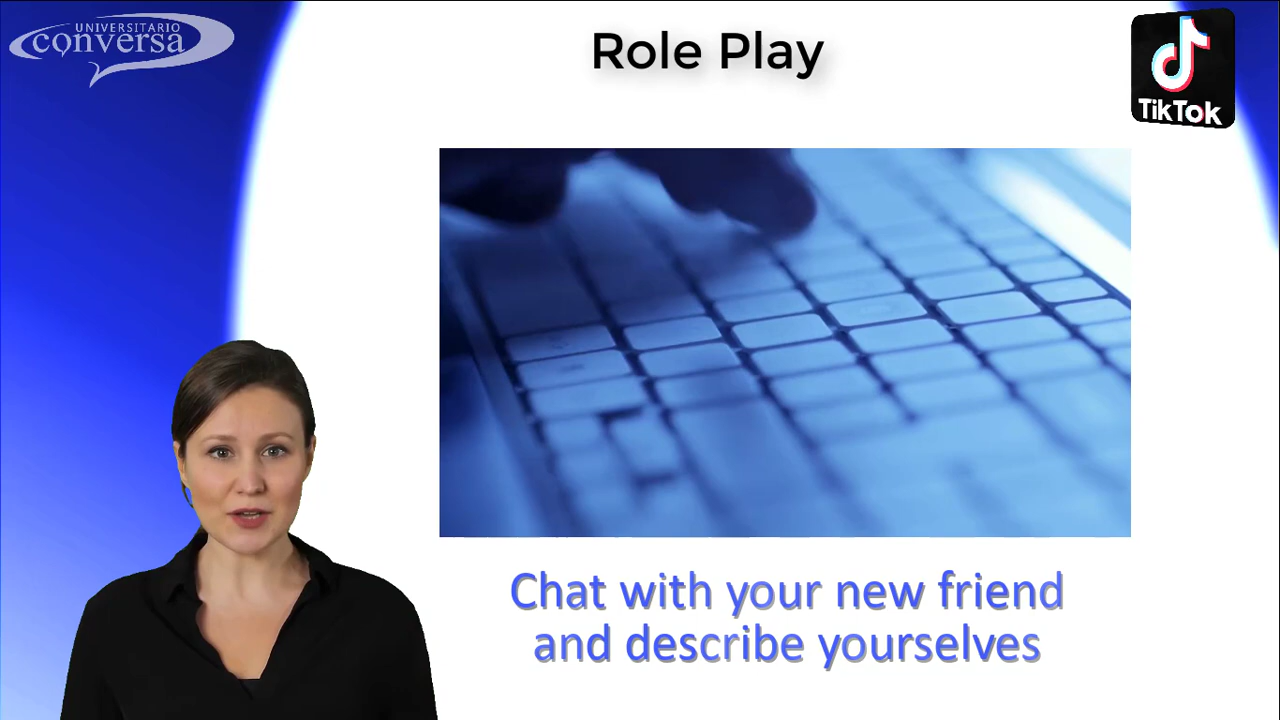 UNIVERSITARIO
conversa
Role Play
TikTok
Chat with your new friend
and describe yourselves